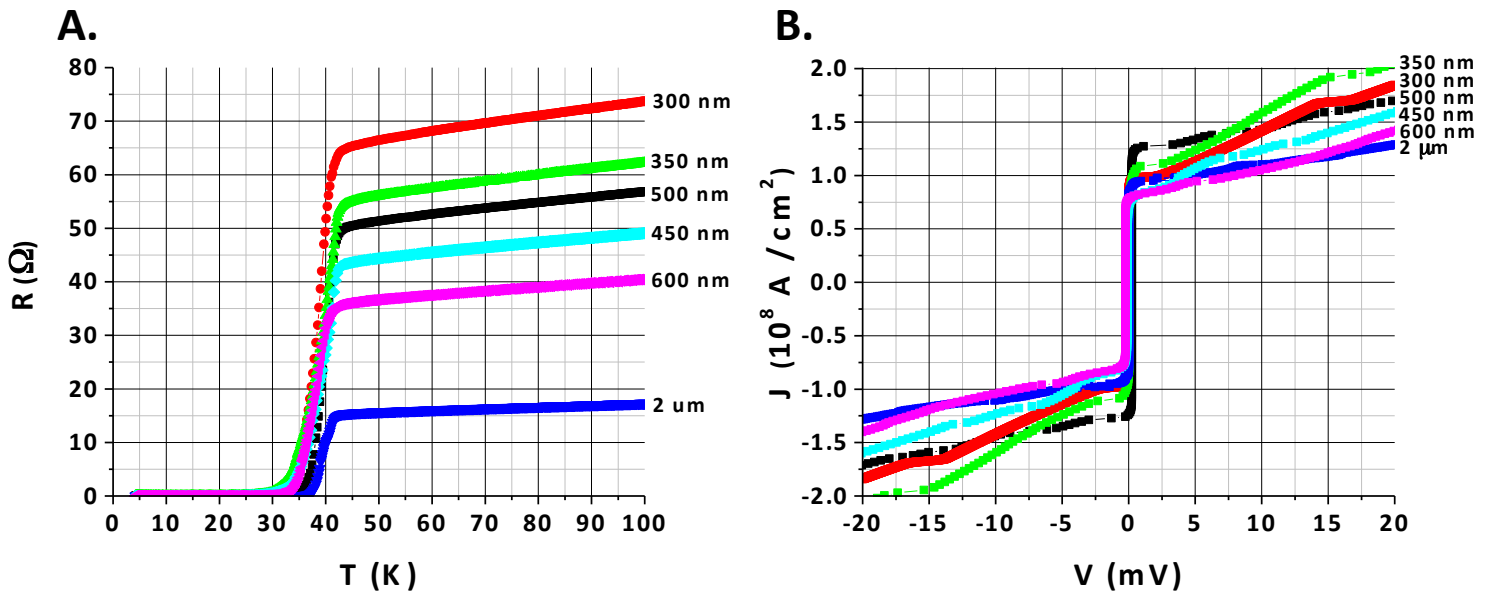 A.
80
70
60
50
40
30
20
10
0
R (Ω)
0 10 20 30 40 50 60 70 80 90 100
T (K)
300 nm
350 nm
500 nm
450 nm
600 nm
2 um
B.
2.0
1.5
1.0
0.5
0.0
-0.5
-1.0
-1.5
-2.0
J (10⁸ A /cm²)
-20 -15 -10 -5 0 5 10 15 20
V (mV)
350 nm
300 nm
500 nm
450 nm
600 nm
2 μm